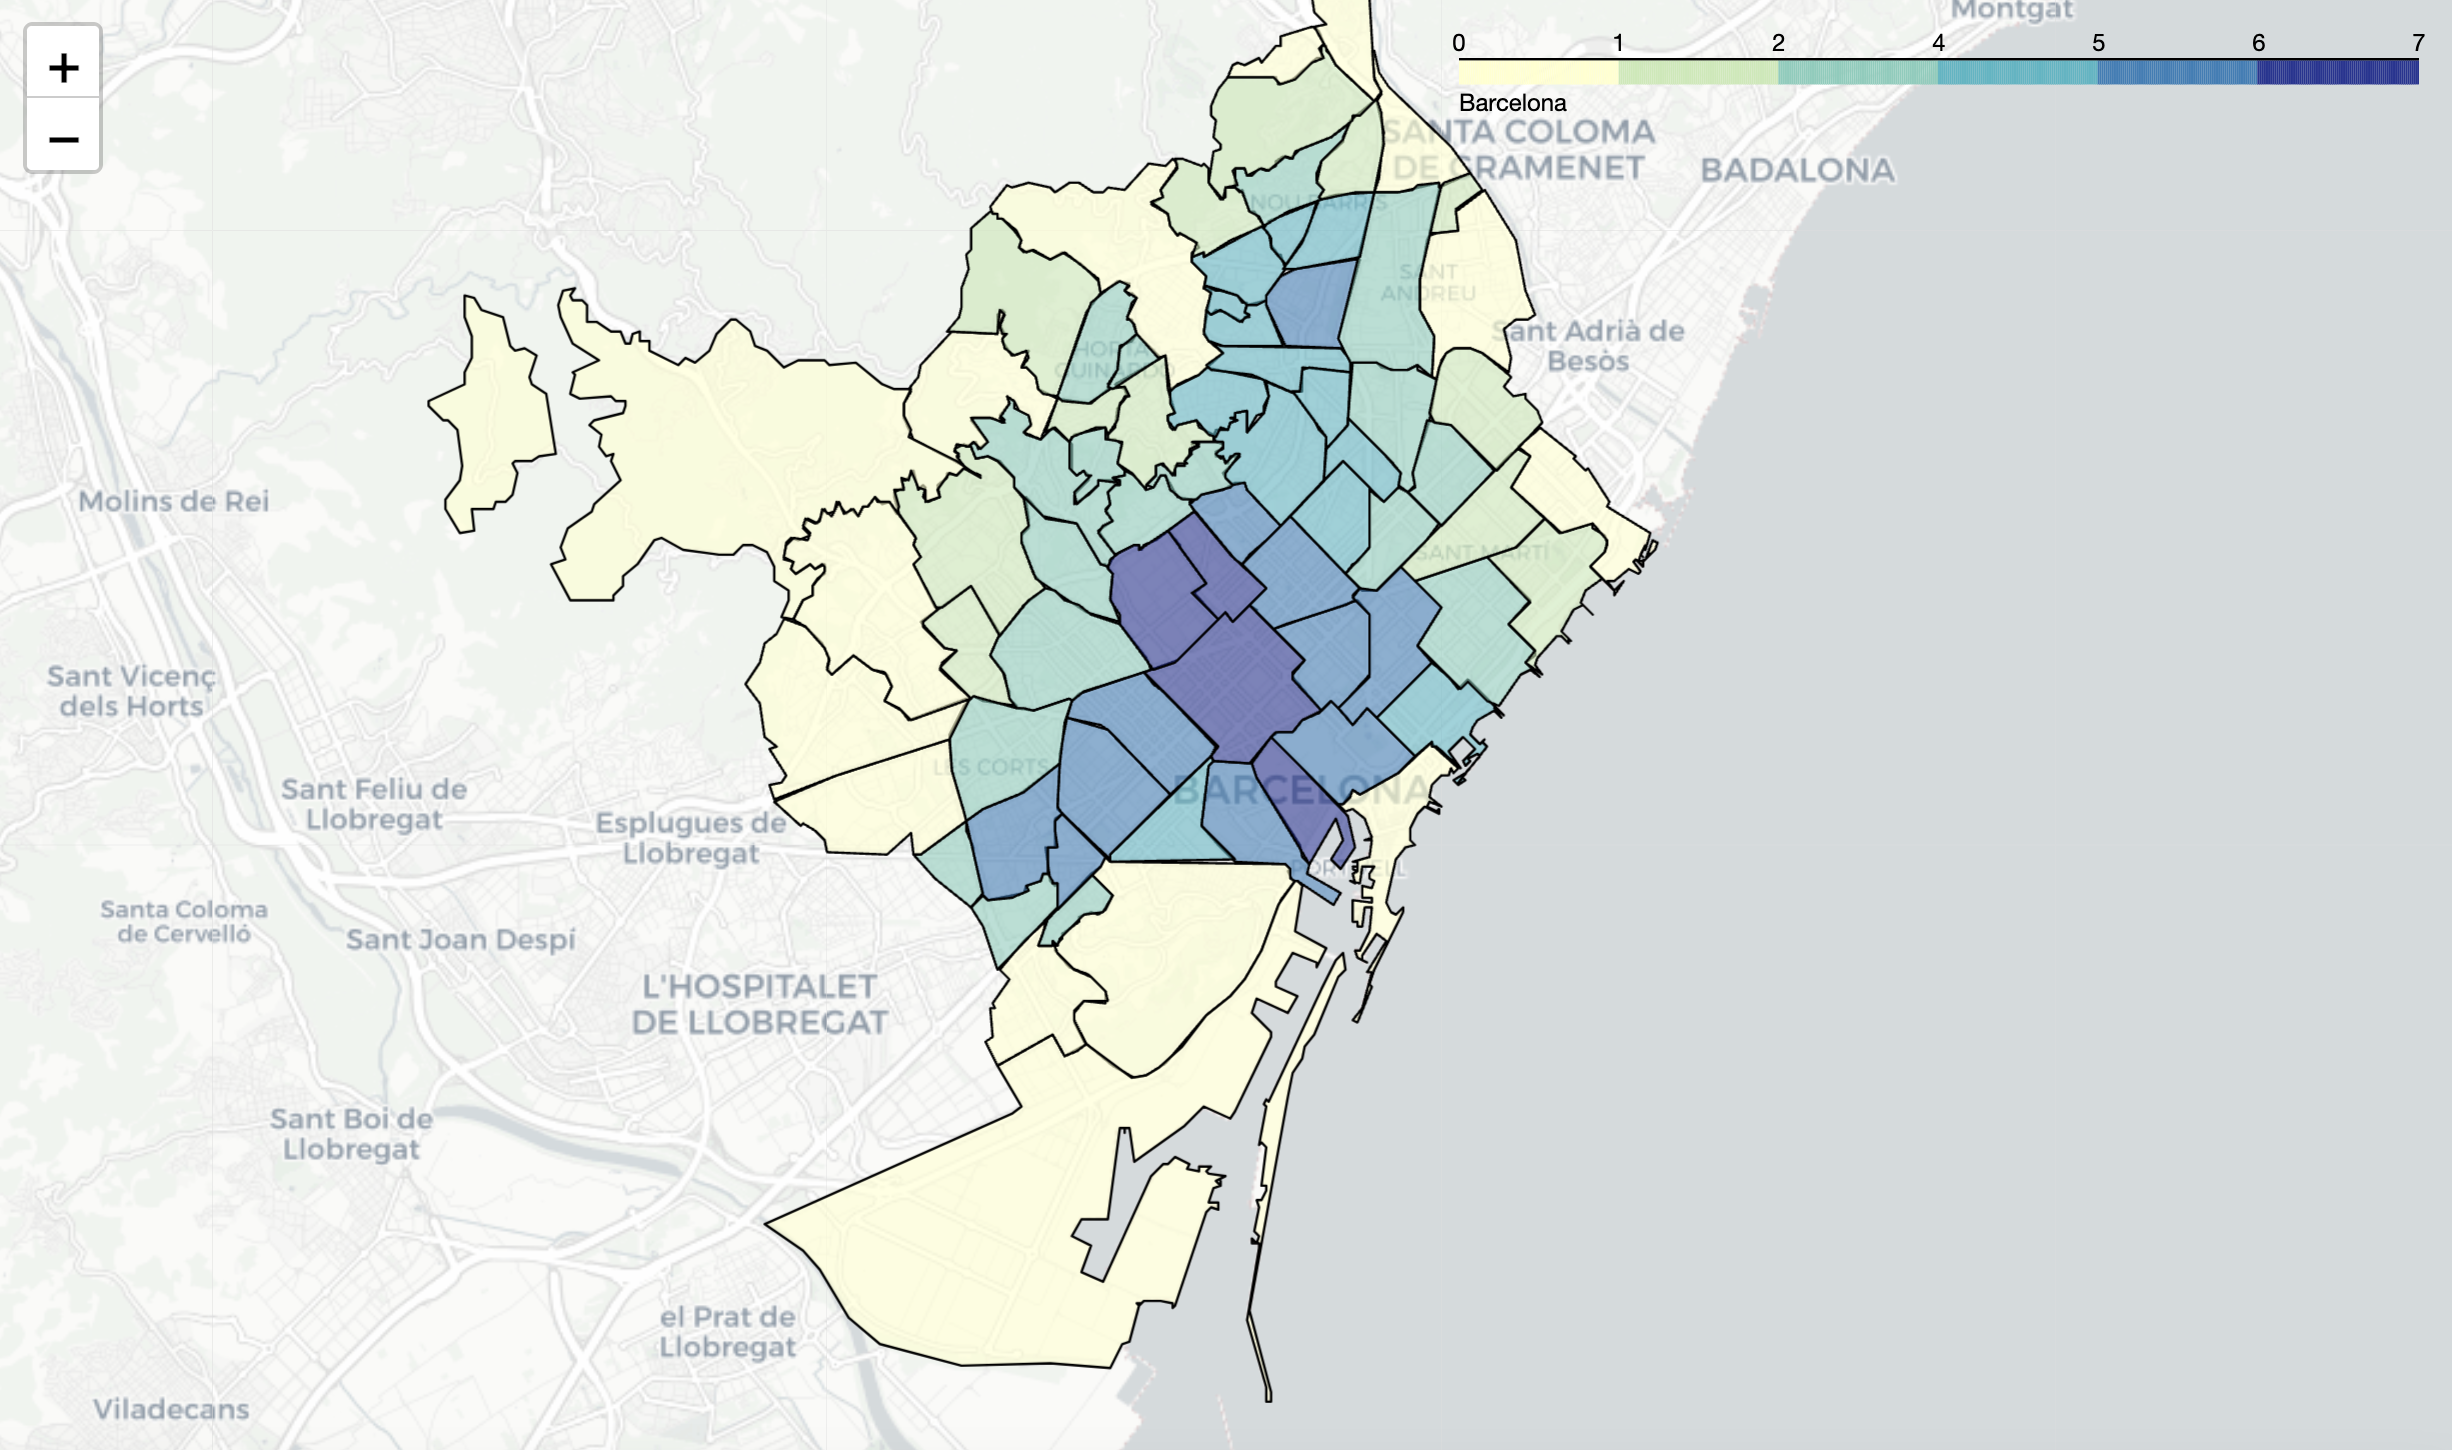 +
−
Montgat
0 1 2 4 5 6 7
Barcelona
SANTA COLOMA
DE GRAMENET
BADALONA
NOU BARRIS
SANT
ANDREU
Sant Adrià de
Besòs
HORTA
GUINARDÓ
Molins de Rei
SANT MARTÍ
Sant Vicenç
dels Horts
LES CORTS
Sant Feliu de
Llobregat
BARCELONA
Esplugues de
Llobregat
PORT VELL
Santa Coloma
de Cervelló
Sant Joan Despí
L'HOSPITALET
DE LLOBREGAT
Sant Boi de
Llobregat
el Prat de
Llobregat
Viladecans